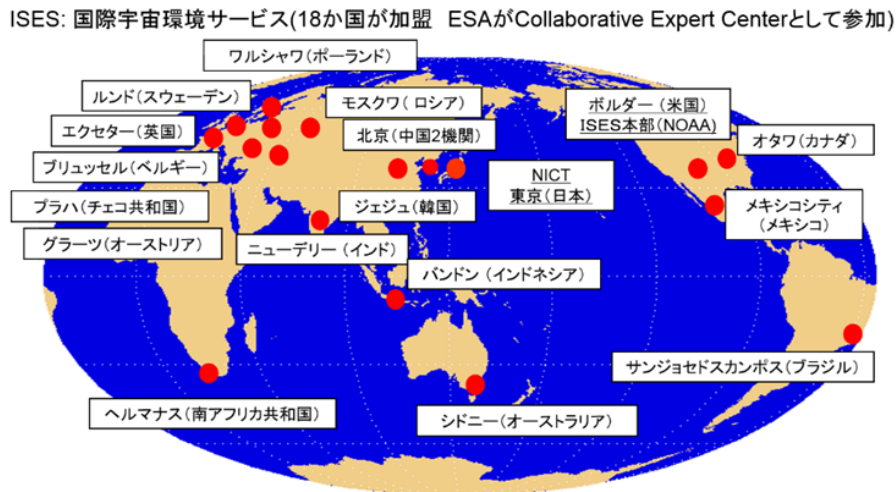 ISES: 国際宇宙環境サービス(18か国が加盟　ESAがCollaborative Expert Centerとして参加)
ワルシャワ(ポーランド)
ルンド(スウェーデン)
モスクワ( ロシア)
ボルダー(米国)
ISES本部(NOAA)
エクセター(英国)
北京(中国2機関)
オタワ(カナダ)
ブリュッセル(ベルギー)
NICT
東京(日本)
プラハ(チェコ共和国)
ジェジュ(韓国)
メキシコシティ
(メキシコ)
グラーツ(オーストリア)
ニューデリー(インド)
バンドン(インドネシア)
サンジョセドスカンポス(ブラジル)
ヘルマナス(南アフリカ共和国)
シドニー(オーストラリア)